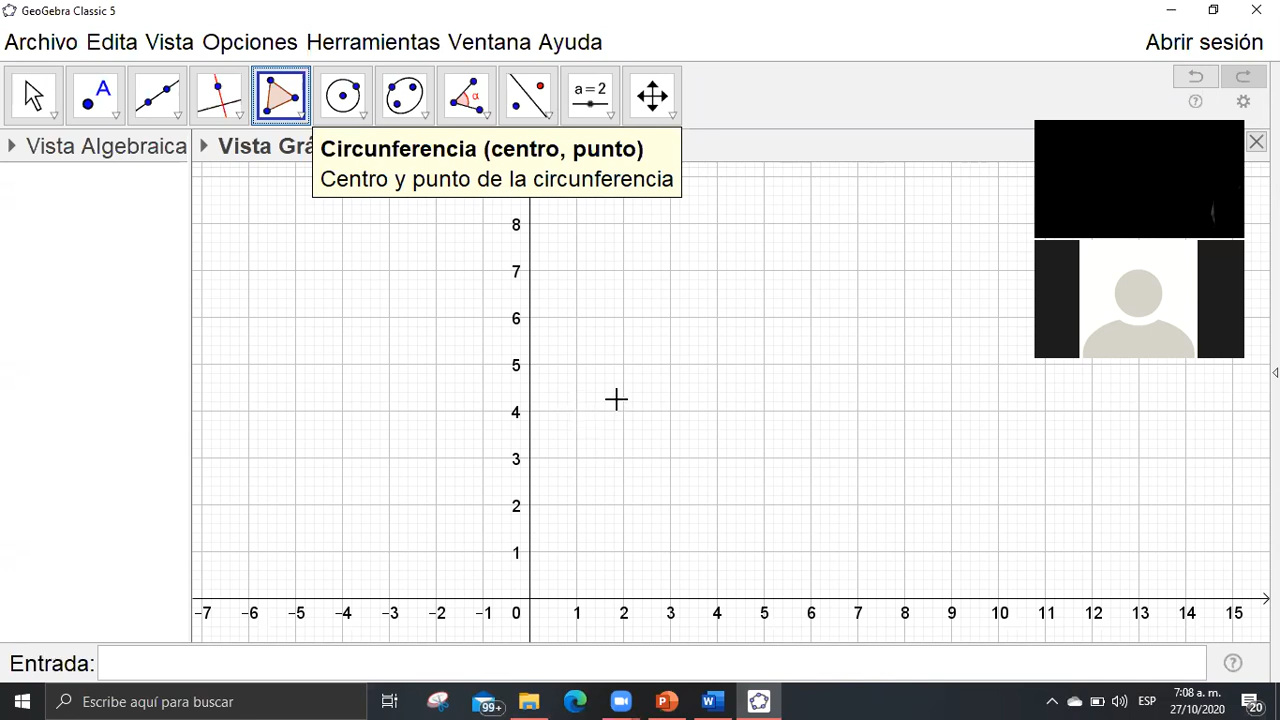 GeoGebra Classic 5
Archivo Edita Vista Opciones Herramientas Ventana Ayuda
Abrir sesión
A
α
a = 2
Vista Algebraica
Vista Grá
Circunferencia (centro, punto)
Centro y punto de la circunferencia
8
7
6
5
4
3
2
1
−7 −6 −5 −4 −3 −2 −1 0 1 2 3 4 5 6 7 8 9 10 11 12 13 14 15
Entrada:
Escribe aquí para buscar
99+
ESP
7:08 a. m.
27/10/2020
20